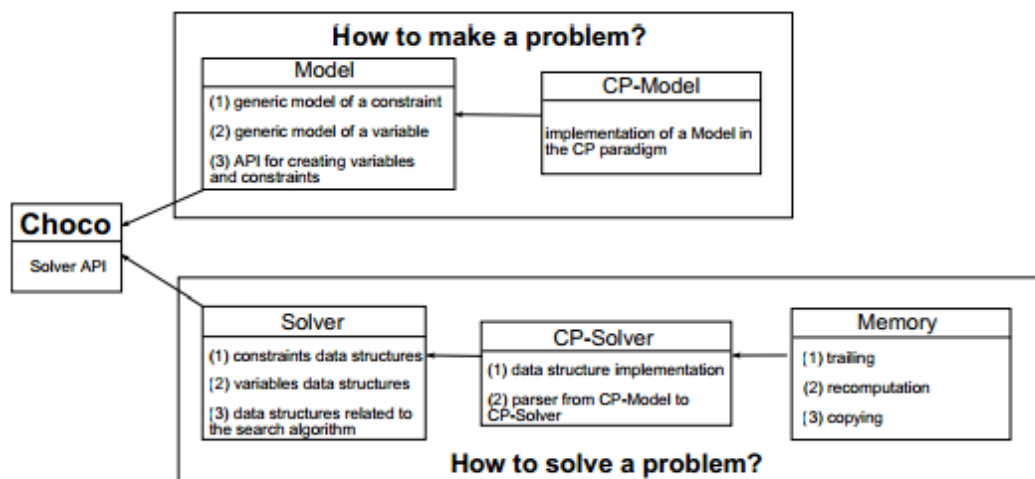 How to make a problem?
Model
(1) generic model of a constraint
(2) generic model of a variable
(3) API for creating variables
and constraints
CP-Model
implementation of a Model in
the CP paradigm
Choco
Solver API
Solver
(1) constraints data structures
(2) variables data structures
(3) data structures related to
the search algorithm
CP-Solver
(1) data structure implementation
(2) parser from CP-Model to
CP-Solver
Memory
(1) trailing
(2) recomputation
(3) copying
How to solve a problem?